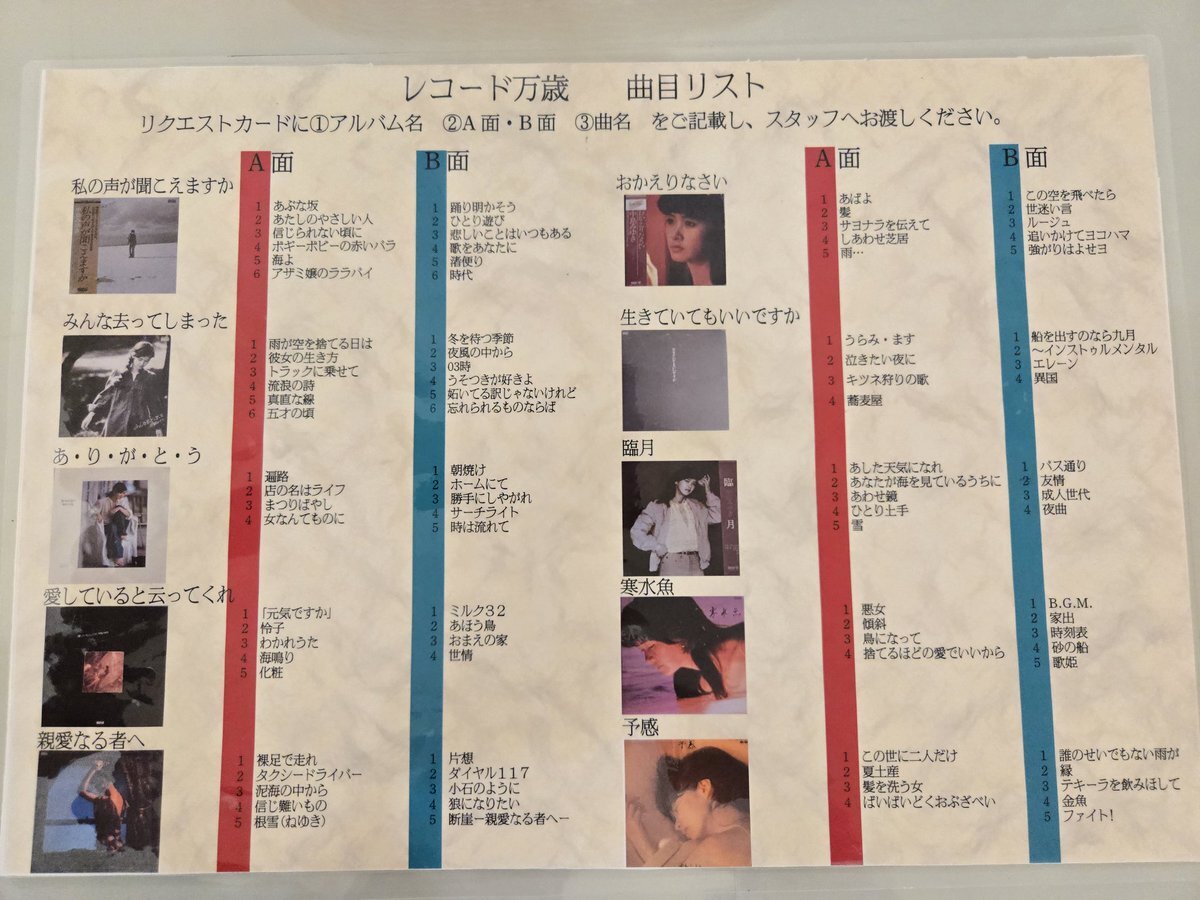 レコード万歳　曲目リスト
リクエストカードに①アルバム名　②A面・B面　③曲名　をご記載し、スタッフへお渡しください。
A面
B面
私の声が聞こえますか
1 あぶな坂
2 あたしのやさしい人
3 信じられない頃に
4 ボギーボビーの赤いバラ
5 海よ
6 アザミ嬢のララバイ
1 踊り明かそう
2 ひとり遊び
3 悲しいことはいつもある
4 歌をあなたに
5 渚便り
6 時代
みんな去ってしまった
1 雨が空を捨てる日は
2 彼女の生き方
3 トラックに乗せて
4 流浪の詩
5 真直な線
6 五才の頃
1 冬を待つ季節
2 夜風の中から
3 03時
4 うそつきが好きよ
5 妬いてる訳じゃないけれど
6 忘れられるものならば
あ・り・が・と・う
1 遍路
2 店の名はライフ
3 まつりばやし
4 女なんてものに
1 朝焼け
2 ホームにて
3 勝手にしやがれ
4 サーチライト
5 時は流れて
愛していると云ってくれ
1 「元気ですか」
2 怜子
3 わかれうた
4 海鳴り
5 化粧
1 ミルク32
2 あほう鳥
3 おまえの家
4 世情
親愛なる者へ
1 裸足で走れ
2 タクシードライバー
3 泥海の中から
4 信じ難いもの
5 根雪(ねゆき)
1 片想
2 ダイヤル117
3 小石のように
4 狼になりたい
5 断崖－親愛なる者へ－
A面
B面
おかえりなさい
1 あばよ
2 髪
3 サヨナラを伝えて
4 しあわせ芝居
5 雨…
1 この空を飛べたら
2 世迷い言
3 ルージュ
4 追いかけてヨコハマ
5 強がりはよせヨ
生きていてもいいですか
1 うらみ・ます
2 泣きたい夜に
3 キツネ狩りの歌
4 蕎麦屋
1 船を出すのなら九月
2 ～インストゥルメンタル
3 エレーン
4 異国
臨月
1 あした天気になれ
2 あなたが海を見ているうちに
3 あわせ鏡
4 ひとり土手
5 雪
1 バス通り
2 友情
3 成人世代
4 夜曲
寒水魚
1 悪女
2 傾斜
3 鳥になって
4 捨てるほどの愛でいいから
1 B.G.M.
2 家出
3 時刻表
4 砂の船
5 歌姫
予感
1 この世に二人だけ
2 夏土産
3 髪を洗う女
4 ばいばいどくおぶざべい
1 誰のせいでもない雨が
2 縁
3 テキーラを飲みほして
4 金魚
5 ファイト!